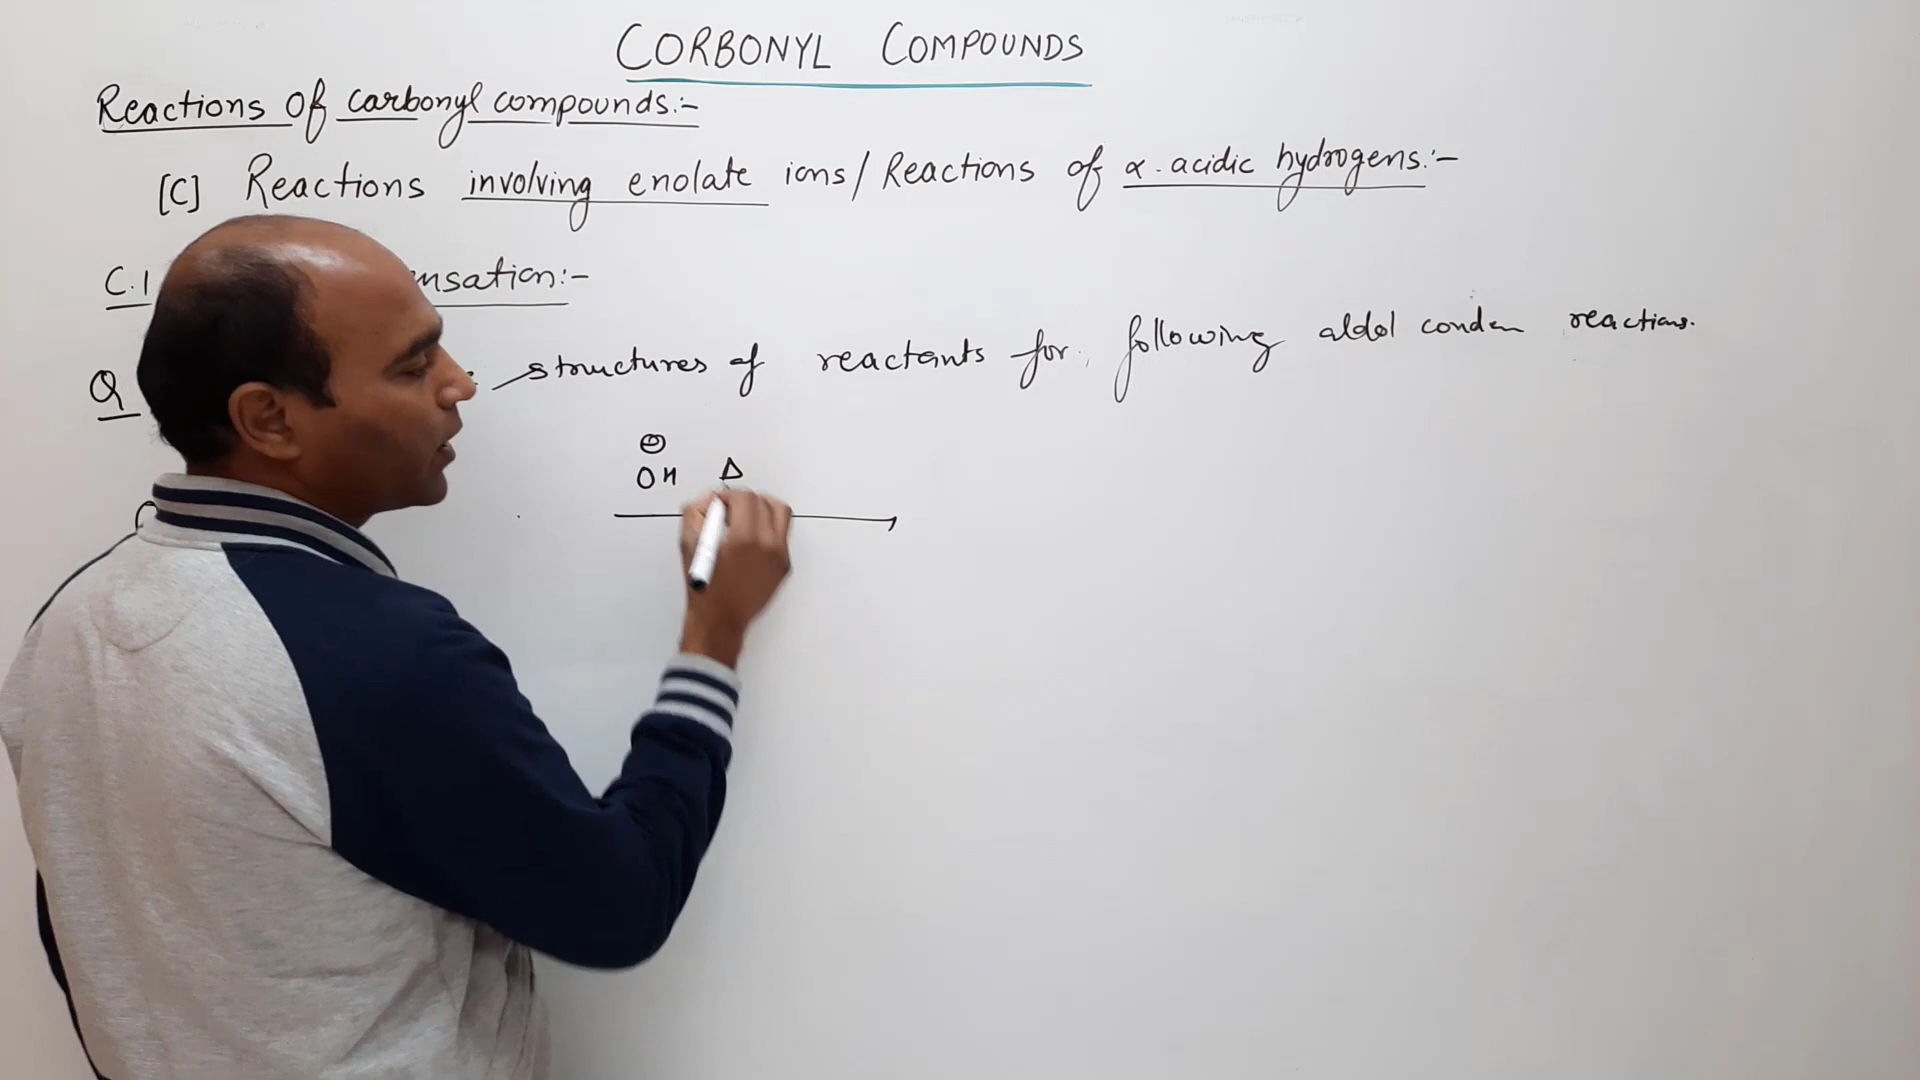 CORBONYL COMPOUNDS
Reactions Of carbonyl compounds:-
[C] Reactions involving enolate ions/Reactions of α.acidic hydrogens:-
C.1 nsation:-
Q structures of reactants for following aldol conden reactions.
⊖
OH Δ